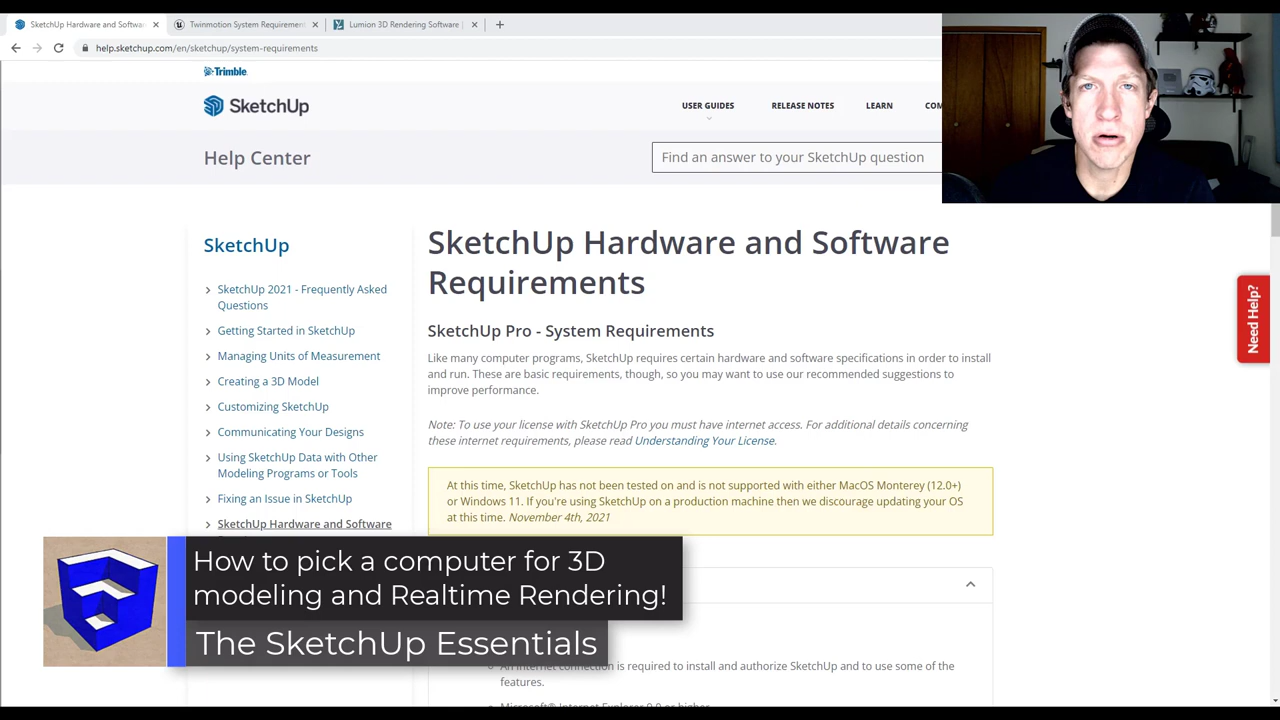 SketchUp Hardware and Softwa
Twinmotion System Requirement
Lumion 3D Rendering Software
help.sketchup.com/en/sketchup/system-requirements
Trimble
SketchUp
USER GUIDES
RELEASE NOTES
LEARN
COM
Help Center
Find an answer to your SketchUp question
SketchUp
SketchUp 2021 - Frequently Asked
Questions
Getting Started in SketchUp
Managing Units of Measurement
Creating a 3D Model
Customizing SketchUp
Communicating Your Designs
Using SketchUp Data with Other
Modeling Programs or Tools
Fixing an Issue in SketchUp
SketchUp Hardware and Software
SketchUp Hardware and Software
Requirements
SketchUp Pro - System Requirements
Like many computer programs, SketchUp requires certain hardware and software specifications in order to install
and run. These are basic requirements, though, so you may want to use our recommended suggestions to
improve performance.
Note: To use your license with SketchUp Pro you must have internet access. For additional details concerning
these internet requirements, please read Understanding Your License.
At this time, SketchUp has not been tested on and is not supported with either MacOS Monterey (12.0+)
or Windows 11. If you're using SketchUp on a production machine then we discourage updating your OS
at this time. November 4th, 2021
An internet connection is required to install and authorize SketchUp and to use some of the
features.
Microsoft® Internet Explorer 9.0 or higher
Need Help?
How to pick a computer for 3D
modeling and Realtime Rendering!
The SketchUp Essentials